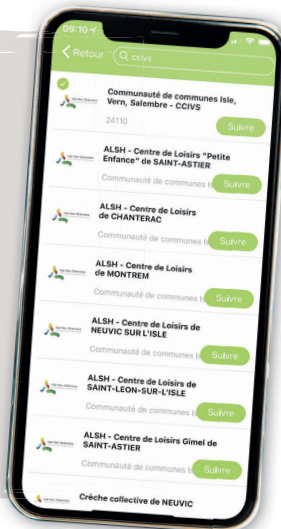 09:10
Retour
ccivs
Communauté de communes Isle,
Vern, Salembre - CCIVS
24110
Suivre
ALSH - Centre de Loisirs "Petite
Enfance" de SAINT-ASTIER
Communauté de communes Is
Suivre
ALSH - Centre de Loisirs
de CHANTERAC
Communauté de communes Is
Suivre
ALSH - Centre de Loisirs
de MONTREM
Communauté de communes I
Suivre
ALSH - Centre de Loisirs de
NEUVIC SUR L'ISLE
Communauté de communes I
Suivre
ALSH - Centre de Loisirs de
SAINT-LEON-SUR-L'ISLE
Communauté de communes
Suivre
ALSH - Centre de Loisirs Gimel de
SAINT-ASTIER
Communauté de communes
Suivre
Crèche collective de NEUVIC